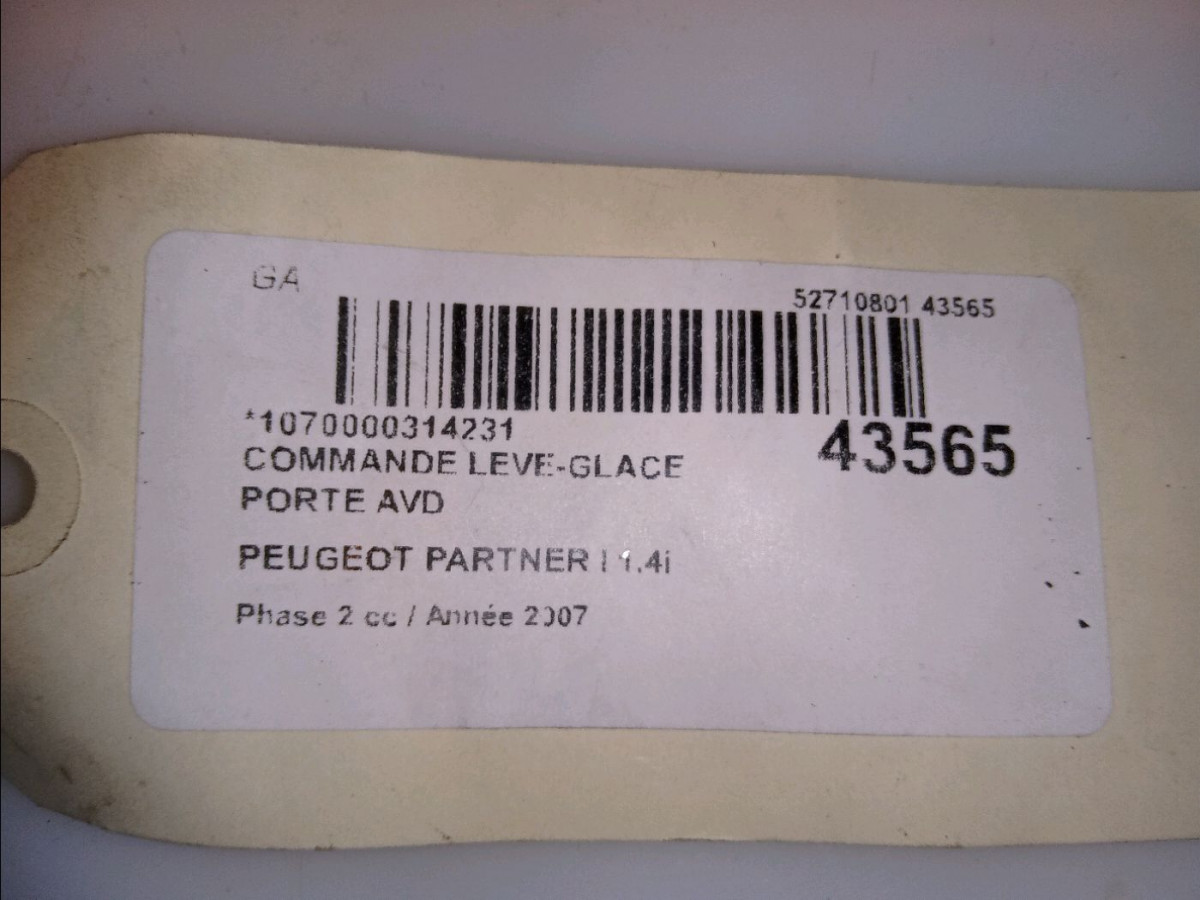 GA
52710801 43565
*1070000314231
43565
COMMANDE LEVE-GLACE
PORTE AVD
PEUGEOT PARTNER I 1.4i
Phase 2 cc / Année 2007